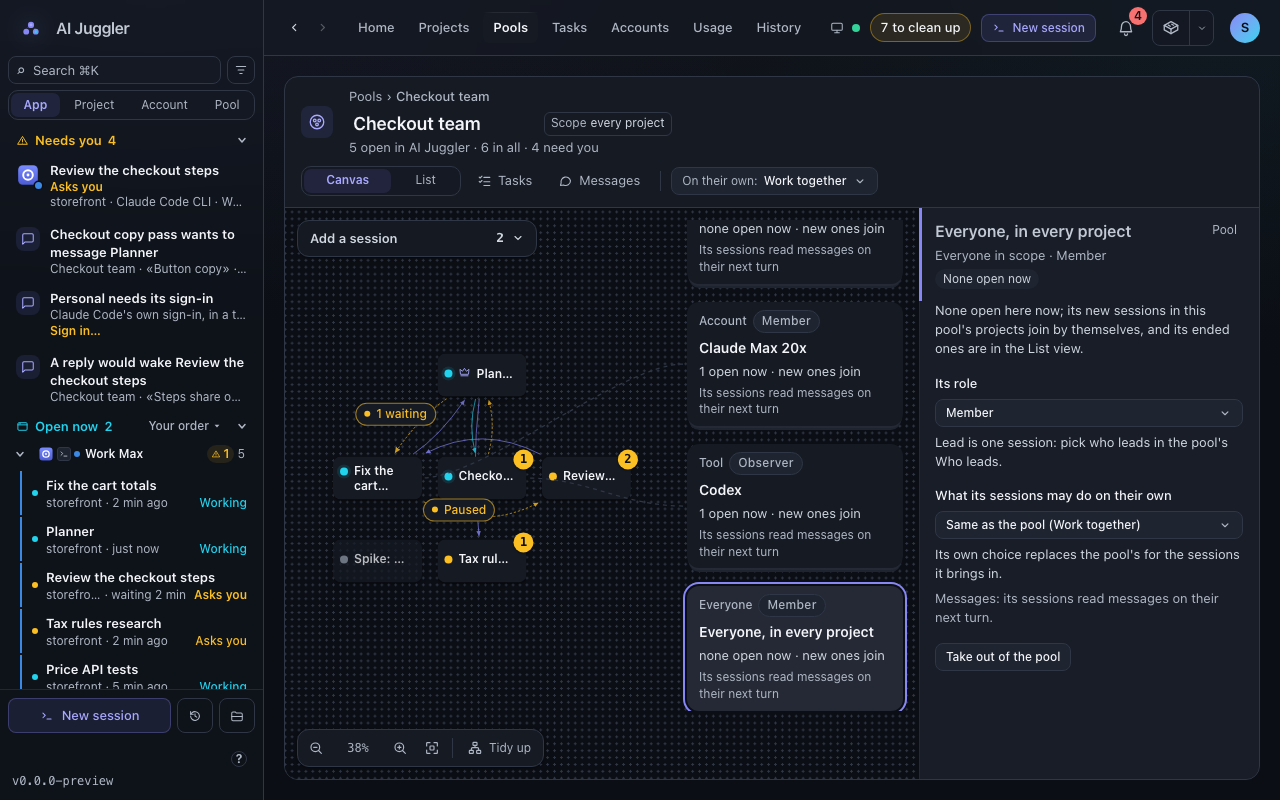 AI Juggler
Search ⌘K
App Project Account Pool
Needs you 4
Review the checkout steps
Asks you
storefront · Claude Code CLI · W...
Checkout copy pass wants to
message Planner
Checkout team · «Button copy» ·...
Personal needs its sign-in
Claude Code's own sign-in, in a t...
Sign in...
A reply would wake Review the
checkout steps
Checkout team · «Steps share o...
Open now 2 Your order
Work Max 1 5
Fix the cart totals
storefront · 2 min ago Working
Planner
storefront · just now Working
Review the checkout steps
storefro... · waiting 2 min Asks you
Tax rules research
storefront · 2 min ago Asks you
Price API tests
storefront · 5 min ago Working
New session
?
v0.0.0-preview
Home Projects Pools Tasks Accounts Usage History
7 to clean up
New session
4
S
Pools › Checkout team
Checkout team
Scope every project
5 open in AI Juggler · 6 in all · 4 need you
Canvas List Tasks Messages On their own: Work together
Add a session 2
Plan...
1 waiting
Fix the
cart...
Checko... 1
Review... 2
Paused
Spike: ...
Tax rul... 1
none open now · new ones join
Its sessions read messages on
their next turn
Account Member
Claude Max 20x
1 open now · new ones join
Its sessions read messages on
their next turn
Tool Observer
Codex
1 open now · new ones join
Its sessions read messages on
their next turn
Everyone Member
Everyone, in every project
none open now · new ones join
Its sessions read messages on
their next turn
38% Tidy up
Everyone, in every project Pool
Everyone in scope · Member
None open now
None open here now; its new sessions in this
pool's projects join by themselves, and its ended
ones are in the List view.
Its role
Member
Lead is one session: pick who leads in the pool's
Who leads.
What its sessions may do on their own
Same as the pool (Work together)
Its own choice replaces the pool's for the sessions
it brings in.
Messages: its sessions read messages on their
next turn.
Take out of the pool